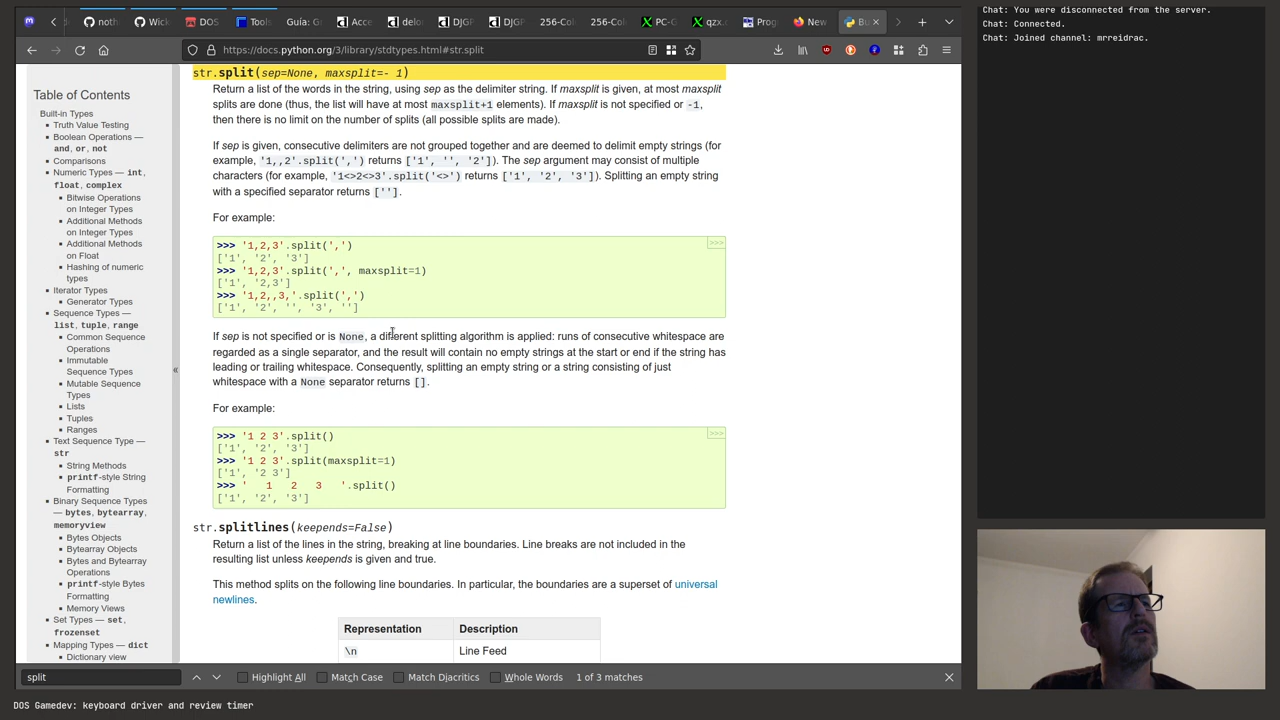 noth
Wick
DOS
Tools
Guía: G
Acce
delo
DJGP
DJGP
256-Col
256-Col
PC-G
qzx.c
Prog
New
Bu
https://docs.python.org/3/library/stdtypes.html#str.split
Table of Contents
Built-in Types
Truth Value Testing
Boolean Operations —
and, or, not
Comparisons
Numeric Types — int,
float, complex
Bitwise Operations
on Integer Types
Additional Methods
on Integer Types
Additional Methods
on Float
Hashing of numeric
types
Iterator Types
Generator Types
Sequence Types —
list, tuple, range
Common Sequence
Operations
Immutable
Sequence Types
Mutable Sequence
Types
Lists
Tuples
Ranges
Text Sequence Type —
str
String Methods
printf-style String
Formatting
Binary Sequence Types
— bytes, bytearray,
memoryview
Bytes Objects
Bytearray Objects
Bytes and Bytearray
Operations
printf-style Bytes
Formatting
Memory Views
Set Types — set,
frozenset
Mapping Types — dict
Dictionary view
«
str.split(sep=None, maxsplit=- 1)
Return a list of the words in the string, using sep as the delimiter string. If maxsplit is given, at most maxsplit
splits are done (thus, the list will have at most maxsplit+1 elements). If maxsplit is not specified or -1,
then there is no limit on the number of splits (all possible splits are made).
If sep is given, consecutive delimiters are not grouped together and are deemed to delimit empty strings (for
example, '1,,2'.split(',') returns ['1', '', '2']). The sep argument may consist of multiple
characters (for example, '1<>2<>3'.split('<>') returns ['1', '2', '3']). Splitting an empty string
with a specified separator returns [''].
For example:
>>> '1,2,3'.split(',')
['1', '2', '3']
>>> '1,2,3'.split(',', maxsplit=1)
['1', '2,3']
>>> '1,2,,3,'.split(',')
['1', '2', '', '3', '']
>>>
If sep is not specified or is None, a different splitting algorithm is applied: runs of consecutive whitespace are
regarded as a single separator, and the result will contain no empty strings at the start or end if the string has
leading or trailing whitespace. Consequently, splitting an empty string or a string consisting of just
whitespace with a None separator returns [].
For example:
>>> '1 2 3'.split()
['1', '2', '3']
>>> '1 2 3'.split(maxsplit=1)
['1', '2 3']
>>> '   1   2   3   '.split()
['1', '2', '3']
>>>
str.splitlines(keepends=False)
Return a list of the lines in the string, breaking at line boundaries. Line breaks are not included in the
resulting list unless keepends is given and true.
This method splits on the following line boundaries. In particular, the boundaries are a superset of universal
newlines.
Representation Description
\n Line Feed
split
Highlight All
Match Case
Match Diacritics
Whole Words
1 of 3 matches
DOS Gamedev: keyboard driver and review timer
Chat: You were disconnected from the server.
Chat: Connected.
Chat: Joined channel: mrreidrac.